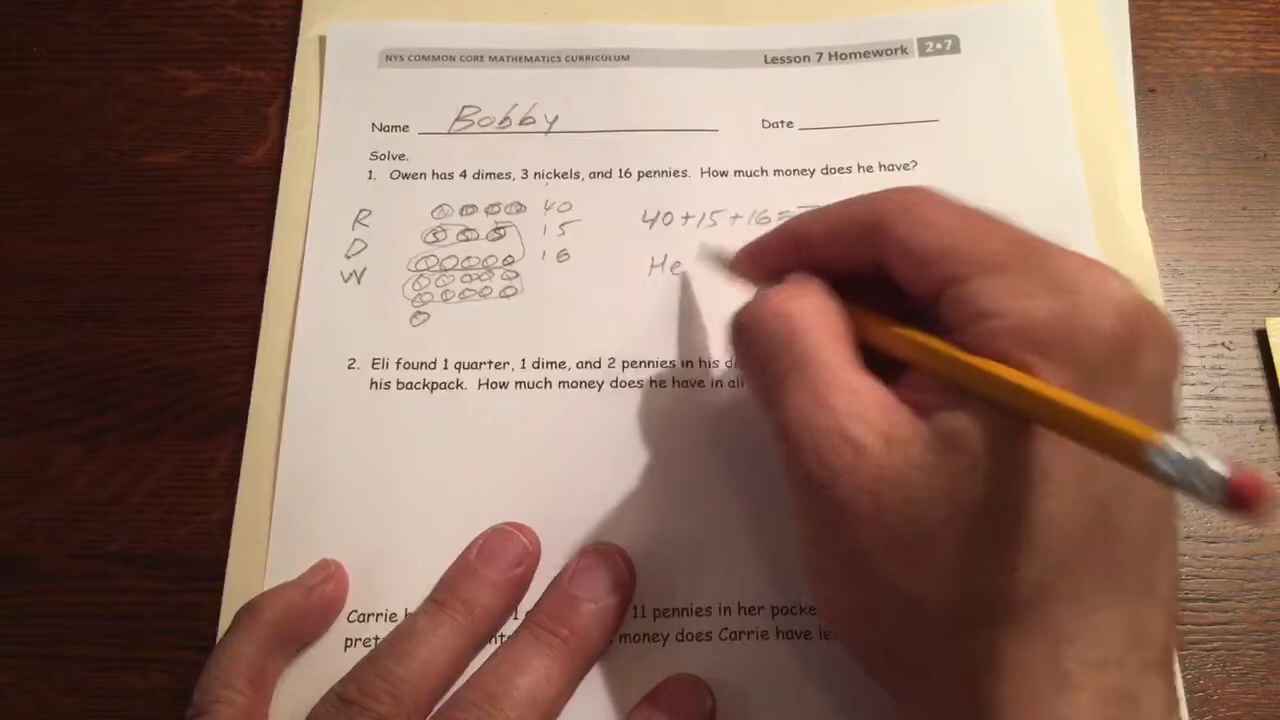 NYS COMMON CORE MATHEMATICS CURRICULUM
Lesson 7 Homework 2•7
Name Bobby Date
Solve.
1. Owen has 4 dimes, 3 nickels, and 16 pennies. How much money does he have?
R
D
W
40
5 5 5 15
16
40+15+16=
He
2. Eli found 1 quarter, 1 dime, and 2 pennies in his
his backpack. How much money does he have in all
Carrie 11 pennies in her
money does Carrie have